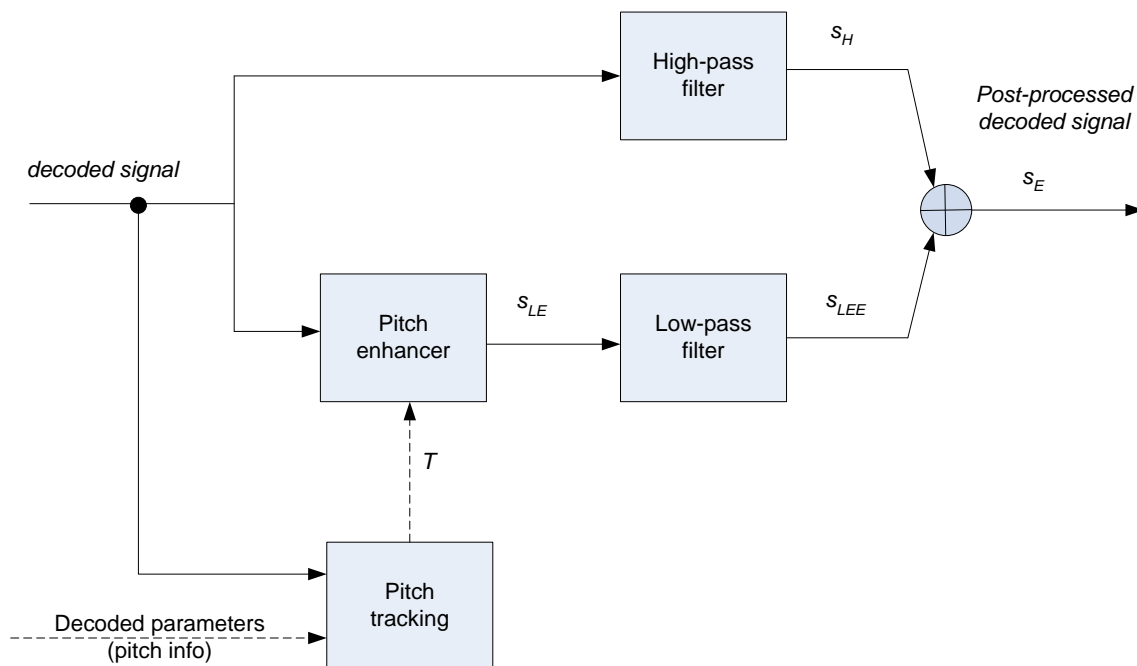 s_H
High-pass
filter
Post-processed
decoded signal
decoded signal
s_E
s_LE
s_LEE
Pitch
enhancer
Low-pass
filter
T
Pitch
tracking
Decoded parameters
(pitch info)